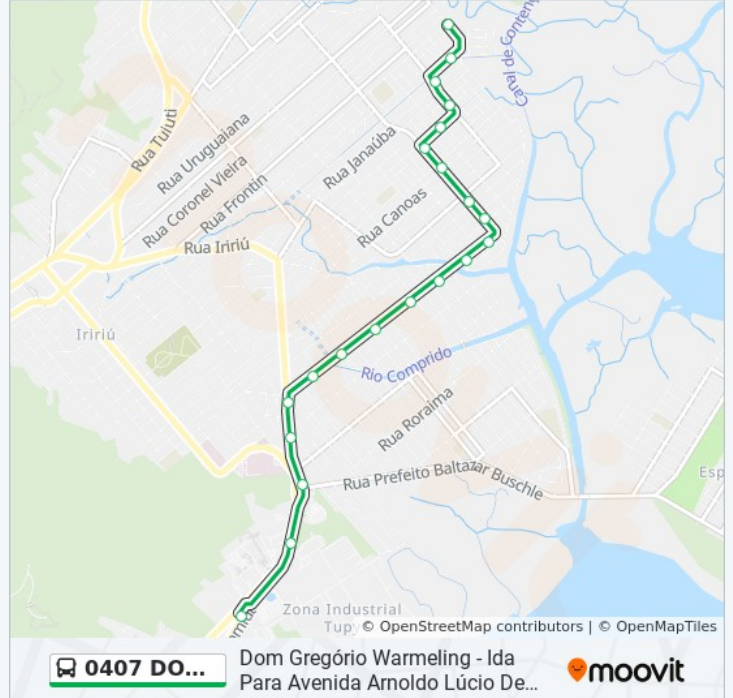 Canal de Conteng
Rua Tuiuti
Rua Uruguaiana
Rua Janaúba
Rua Coronel Vieira
Rua Frontin
Rua Canoas
Rua Iririú
Iririú
Rio Comprido
Rua Roraima
Rua Prefeito Baltazar Buschle
Esp
Zona Industrial
Tupy
© OpenStreetMap contributors | © OpenMapTiles
0407 DO...
Dom Gregório Warmeling - Ida
Para Avenida Arnoldo Lúcio De...
moovit